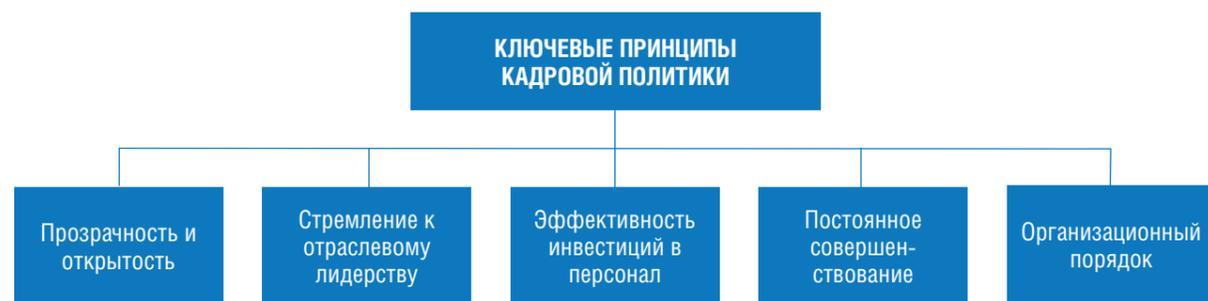 КЛЮЧЕВЫЕ ПРИНЦИПЫ
КАДРОВОЙ ПОЛИТИКИ
Прозрачность и
открытость
Стремление к
отраслевому
лидерству
Эффективность
инвестиций в
персонал
Постоянное
совершен-
ствование
Организационный
порядок